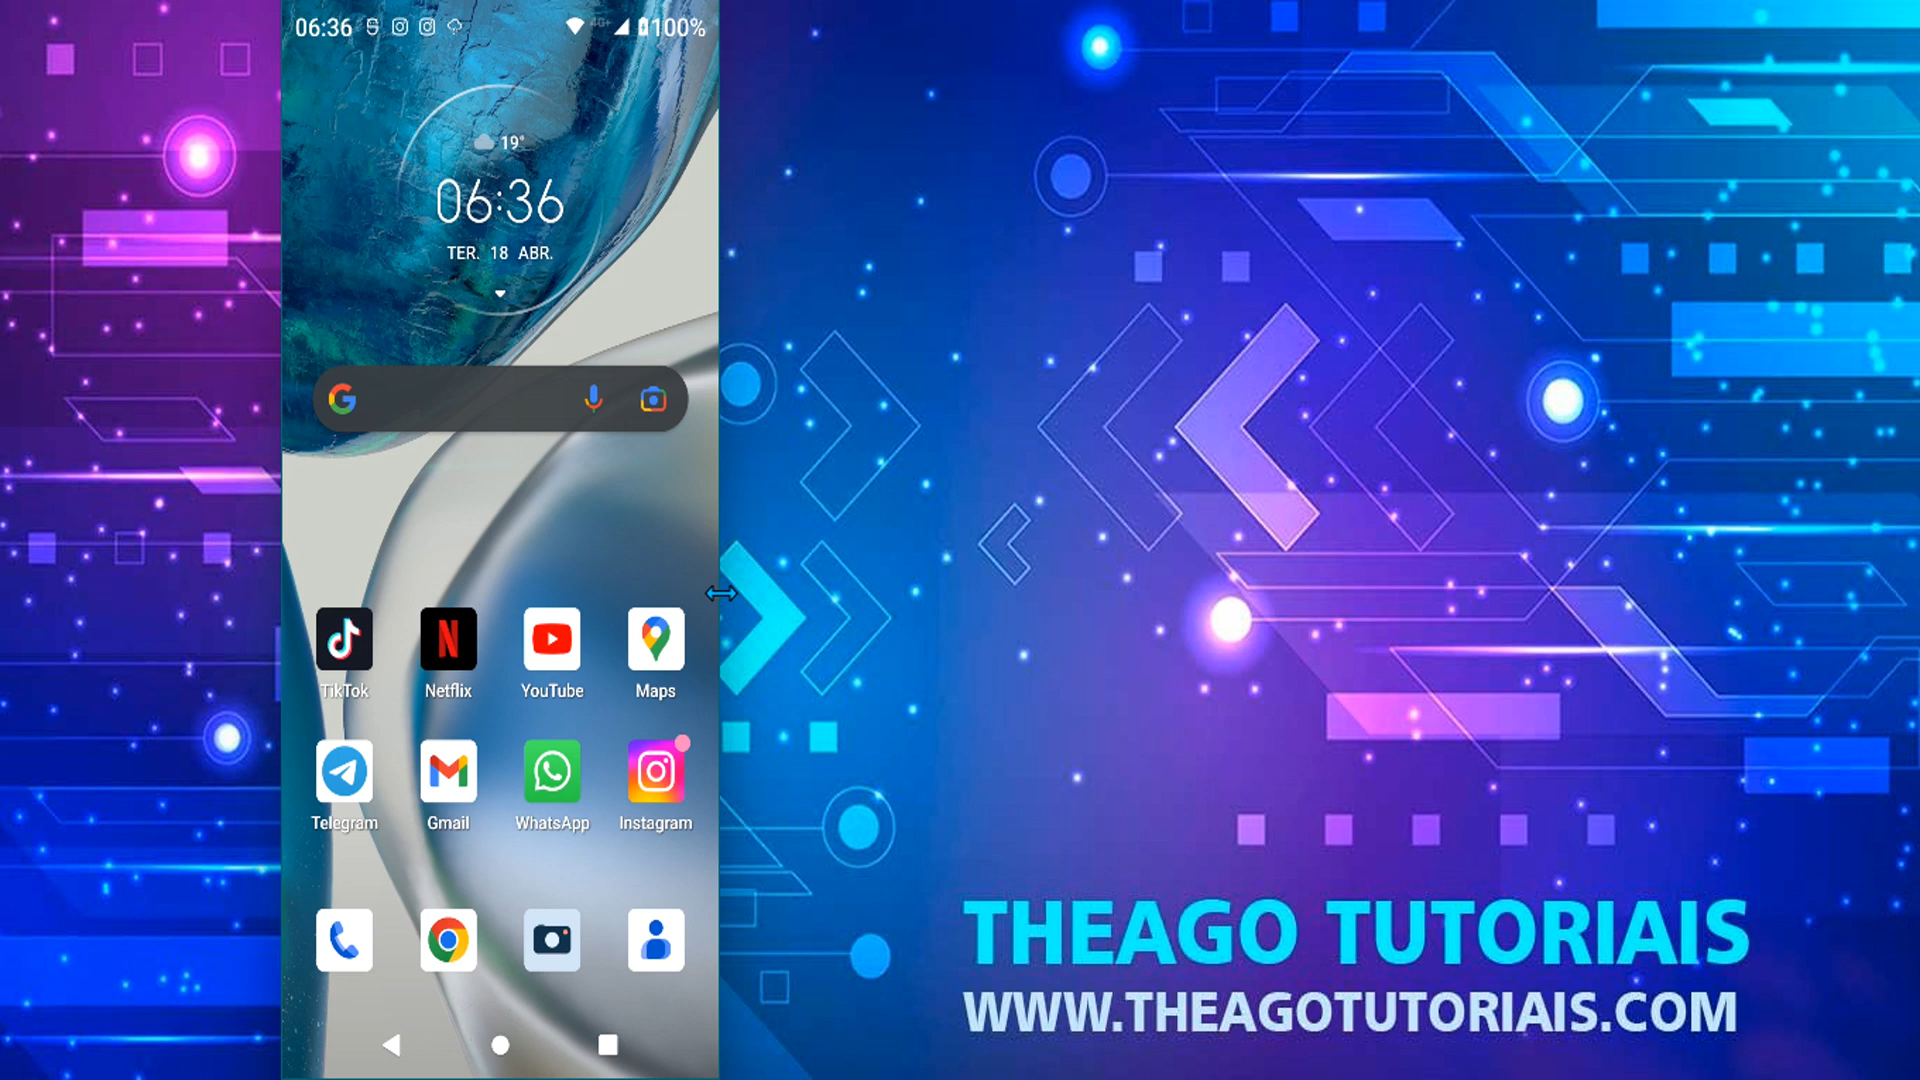 06:36
4G+
100%
19°
06:36
TER. 18 ABR.
TikTok
Netflix
YouTube
Maps
Telegram
Gmail
WhatsApp
Instagram
THEAGO TUTORIAIS
WWW.THEAGOTUTORIAIS.COM